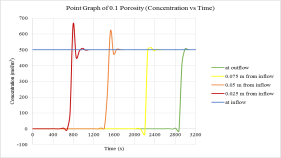 Point Graph of 0.1 Porosity (Concentration vs Time)
700
600
500
400
300
200
100
0
-100
0 400 800 1200 1600 2000 2400 2800 3200
Concentration (mol/m³)
Time (s)
at outflow
0.075 m from inflow
0.05 m from inflow
0.025 m from inflow
at inflow